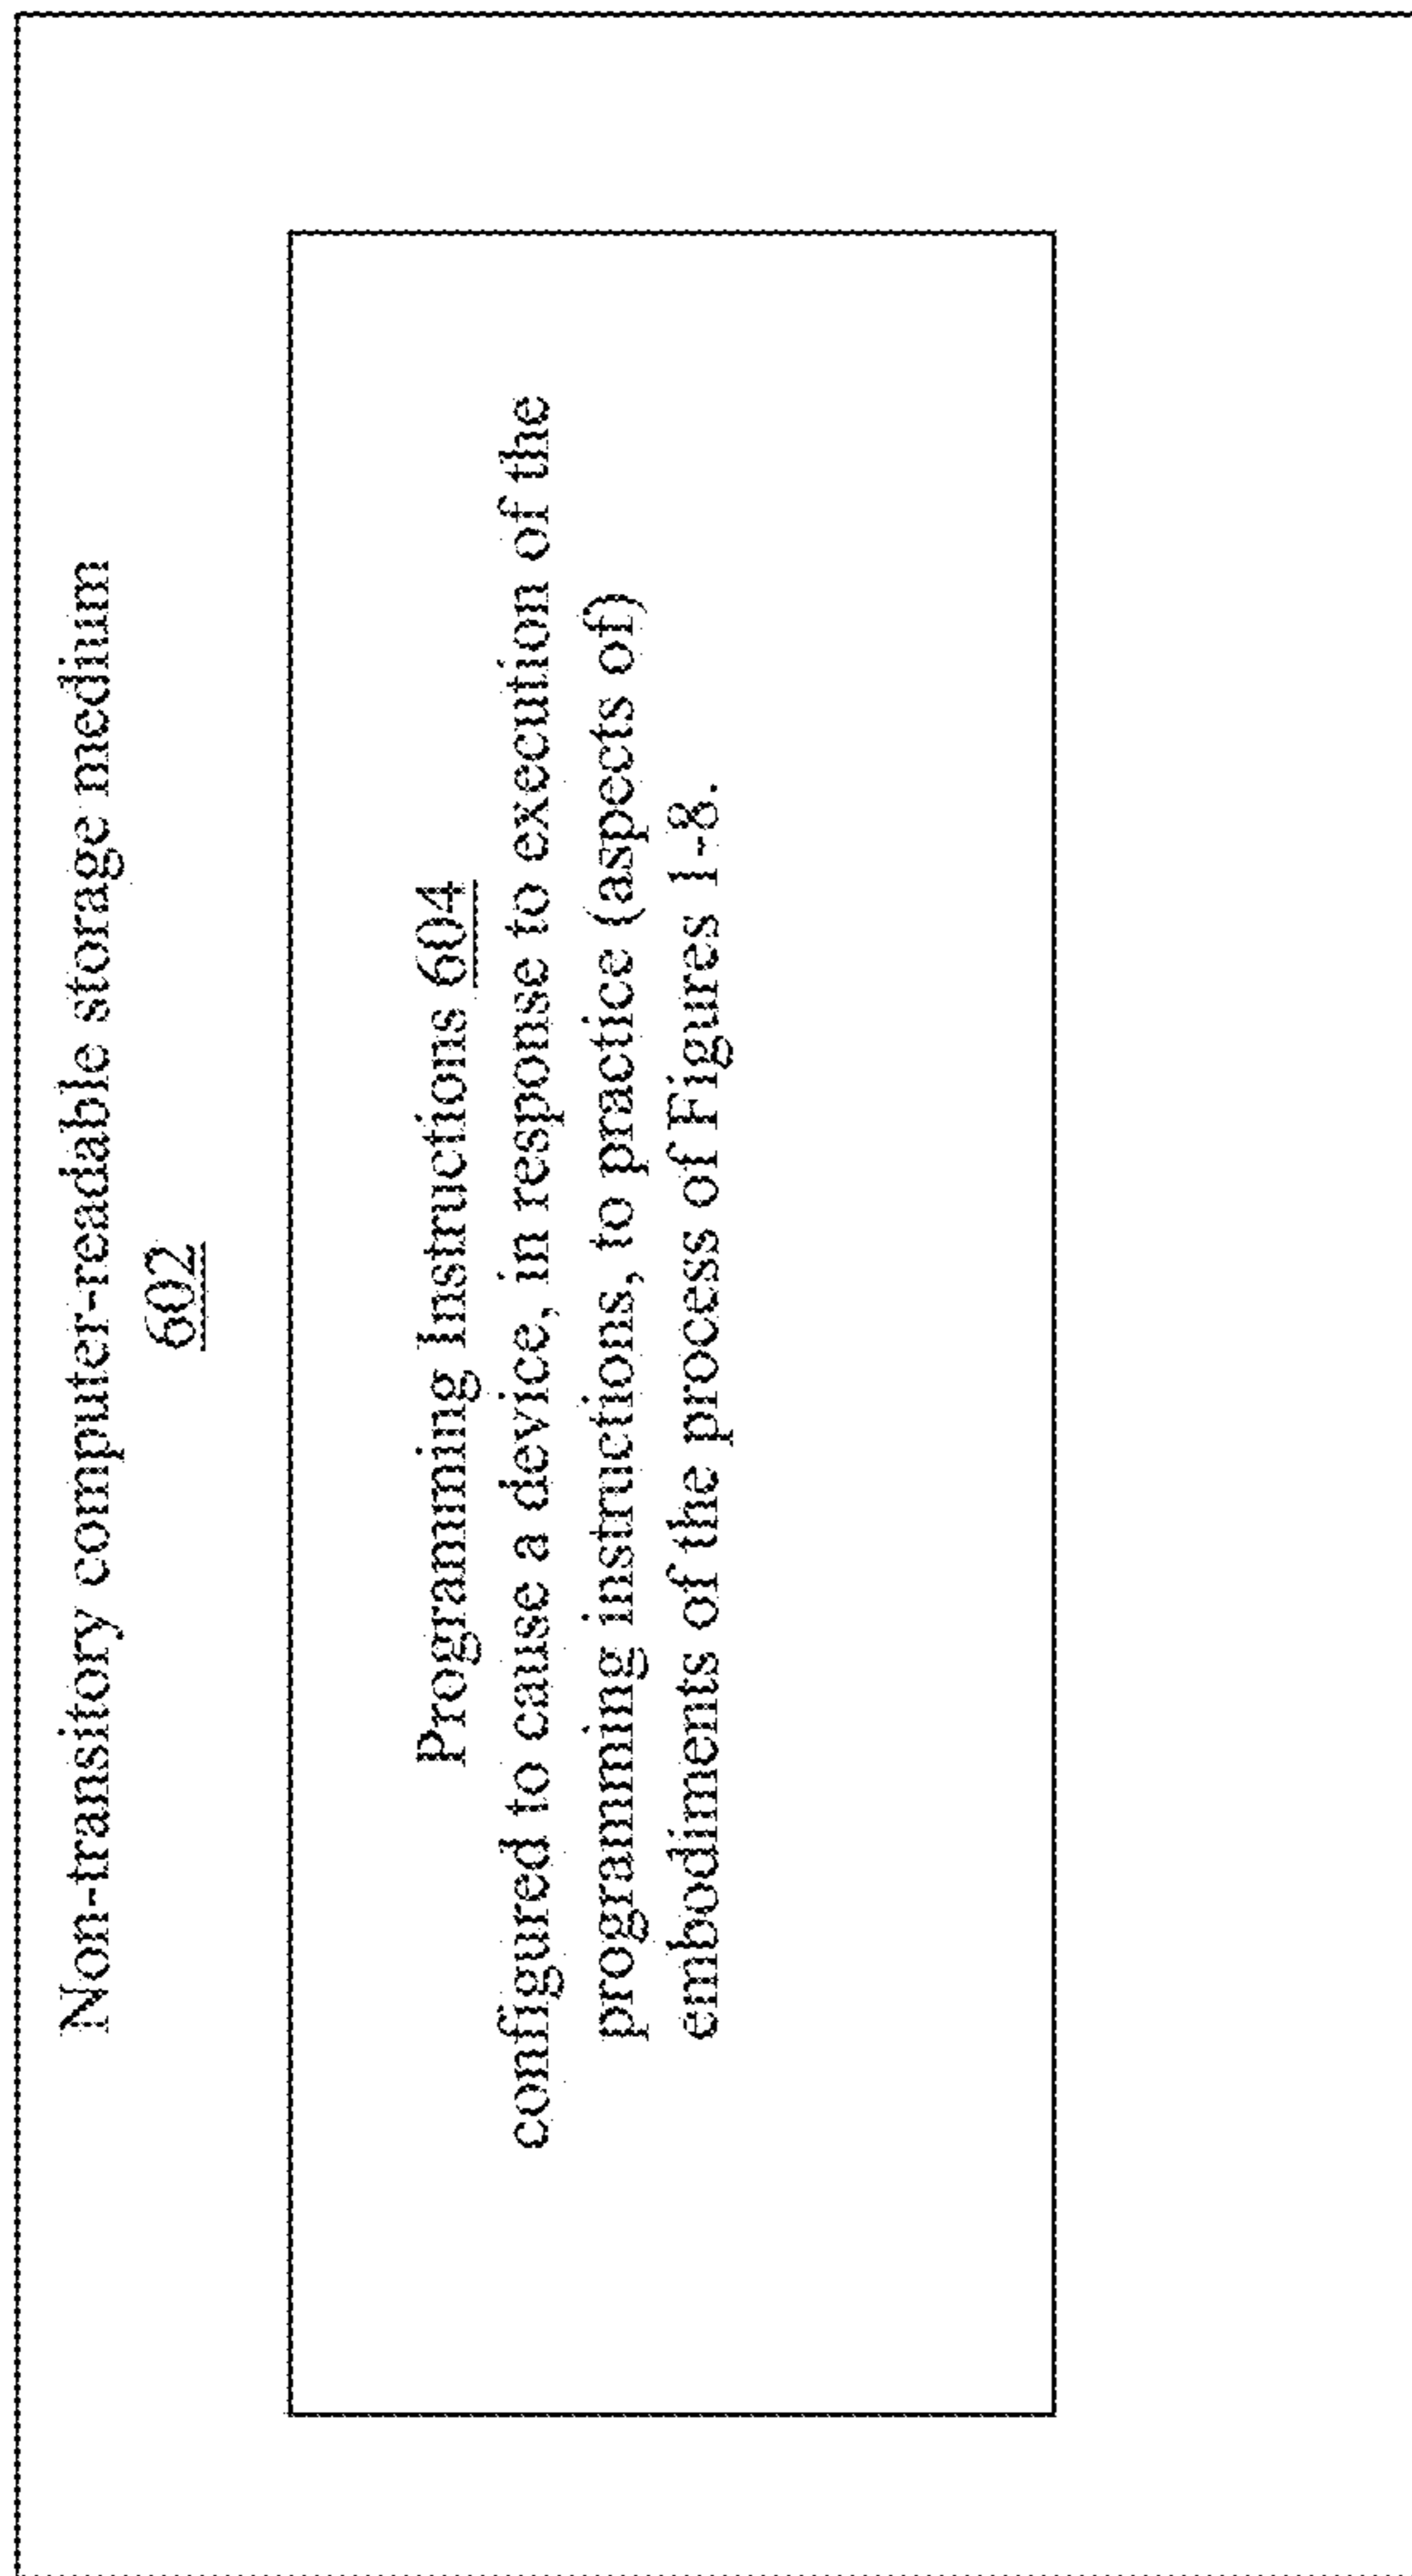 Non-transitory computer-readable storage medium
602
Programming Instructions 604
configured to cause a device, in response to execution of the
programming instructions, to practice (aspects of)
embodiments of the process of Figures 1-8.